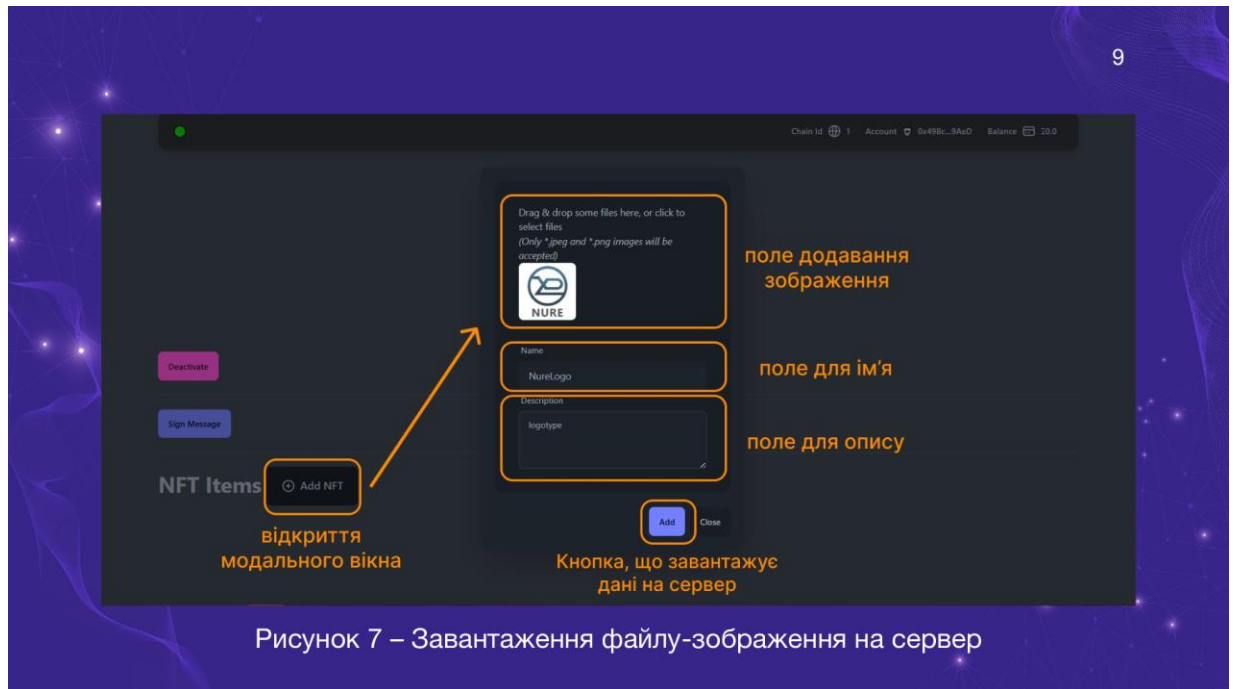 9
Chain Id 1 Account 0x49Bc...9AeD Balance Ξ0.0
Drag & drop some files here, or click to
select files
(Only *.jpeg and *.png images will be
accepted)
NURE
поле додавання
зображення
Name
NureLogo
поле для ім’я
Deactivate
Description
logotype
поле для опису
Sign Message
NFT Items Add NFT
відкриття
модального вікна
Add Close
Кнопка, що завантажує
дані на сервер
Рисунок 7 – Завантаження файлу-зображення на сервер